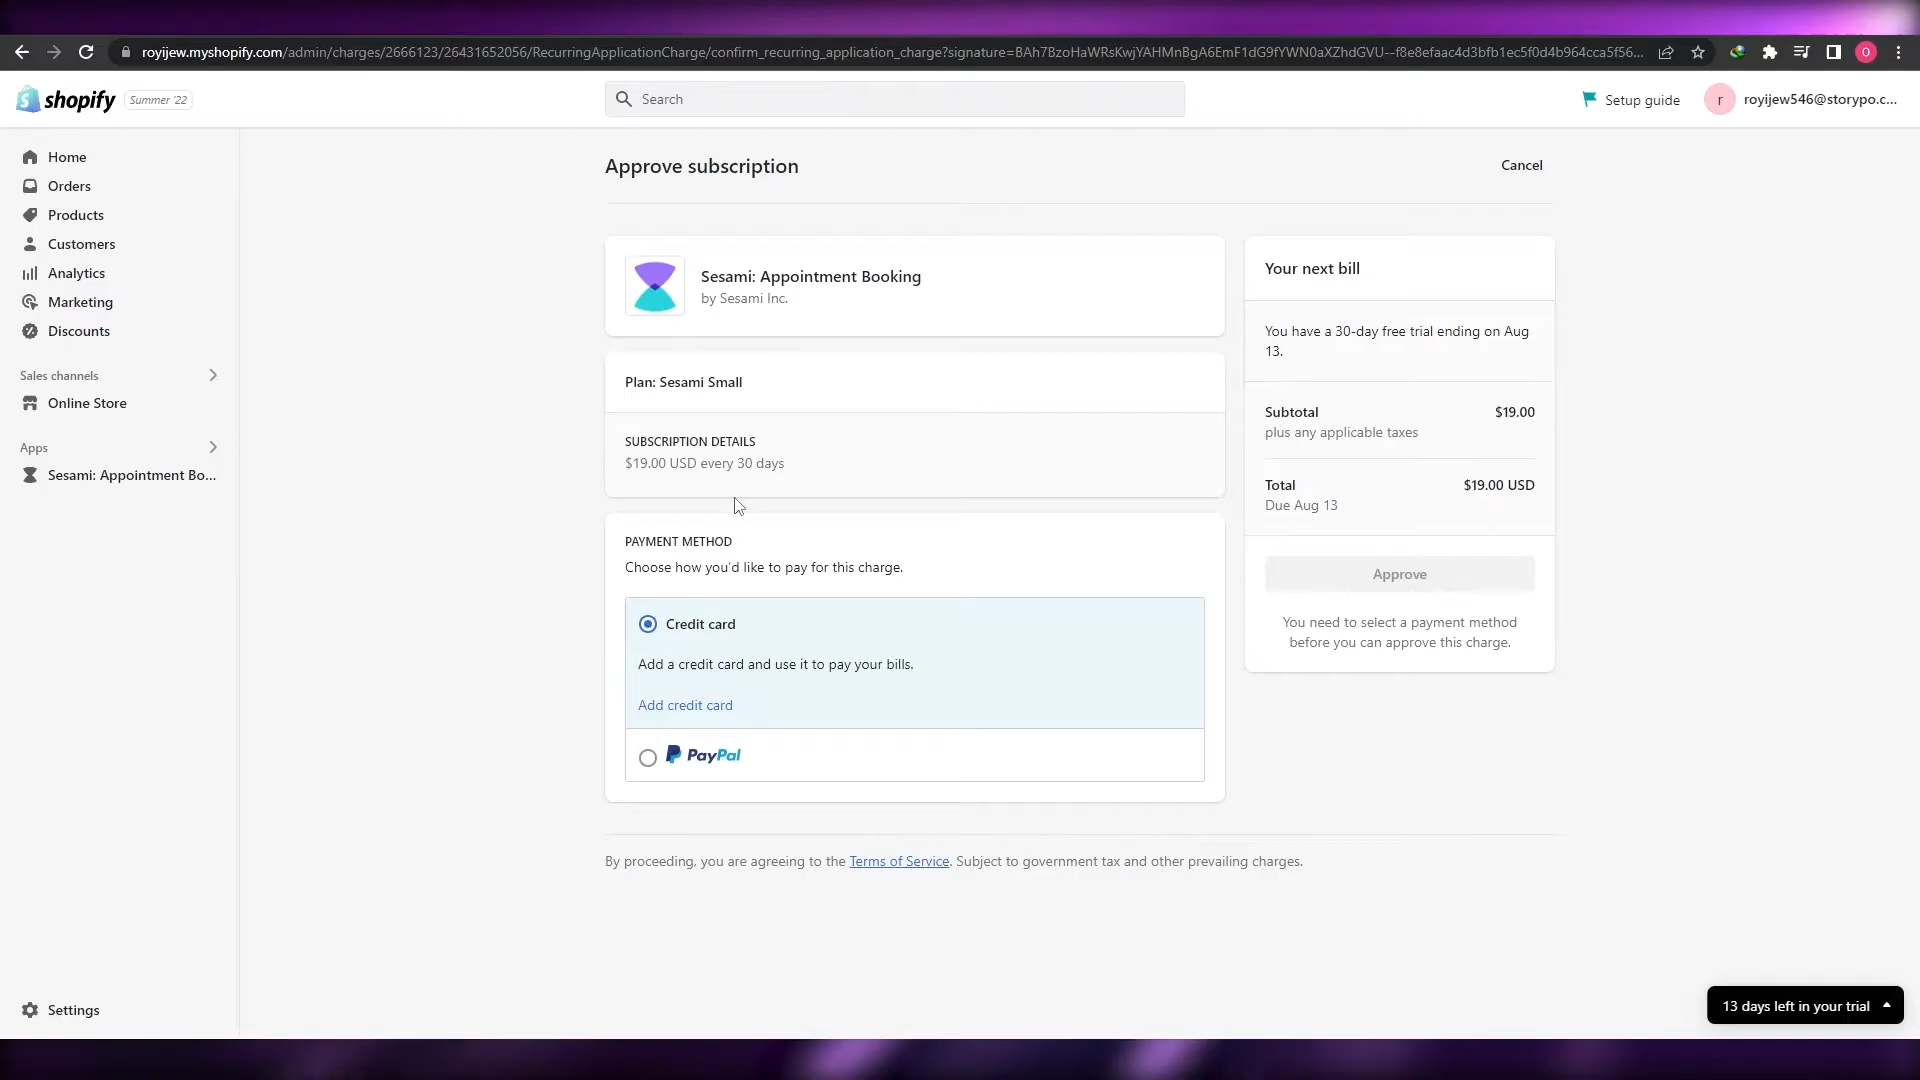 royijew.myshopify.com/admin/charges/2666123/26431652056/RecurringApplicationCharge/confirm_recurring_application_charge?signature=BAh7BzoHaWRsKwjYAHMnBgA6EmF1dG9fYWN0aXZhdGVU--f8e8efaac4d3bfb1ec5f0d4b964cca5f56...
O
shopify
Summer '22
Search
Setup guide
r
royijew546@storypo.c...
Home
Orders
Products
Customers
Analytics
Marketing
Discounts
Sales channels
Online Store
Apps
Sesami: Appointment Bo...
Settings
Approve subscription
Cancel
Sesami: Appointment Booking
by Sesami Inc.
Plan: Sesami Small
SUBSCRIPTION DETAILS
$19.00 USD every 30 days
PAYMENT METHOD
Choose how you'd like to pay for this charge.
Credit card
Add a credit card and use it to pay your bills.
Add credit card
PayPal
Your next bill
You have a 30-day free trial ending on Aug
13.
Subtotal $19.00
plus any applicable taxes
Total $19.00 USD
Due Aug 13
Approve
You need to select a payment method
before you can approve this charge.
By proceeding, you are agreeing to the Terms of Service. Subject to government tax and other prevailing charges.
13 days left in your trial